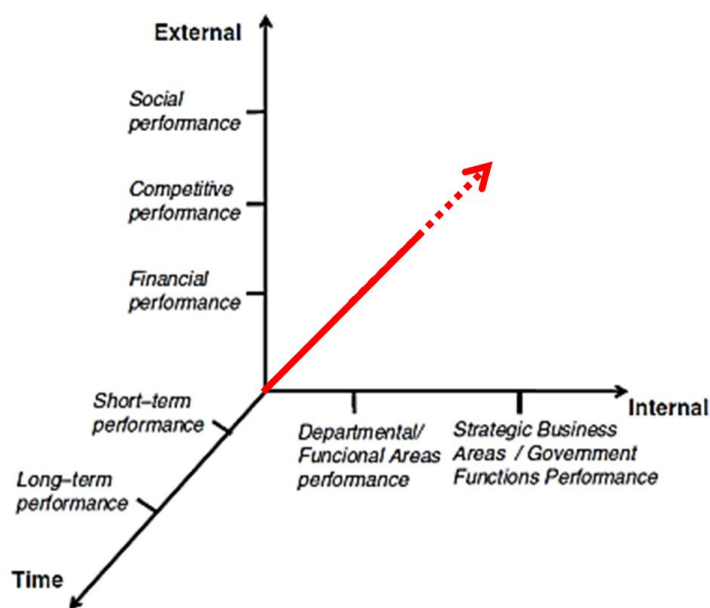 External
Social
performance
Competitive
performance
Financial
performance
Short–term
performance
Long–term
performance
Time
Departmental/
Funcional Areas
performance
Strategic Business
Areas / Government
Functions Performance
Internal